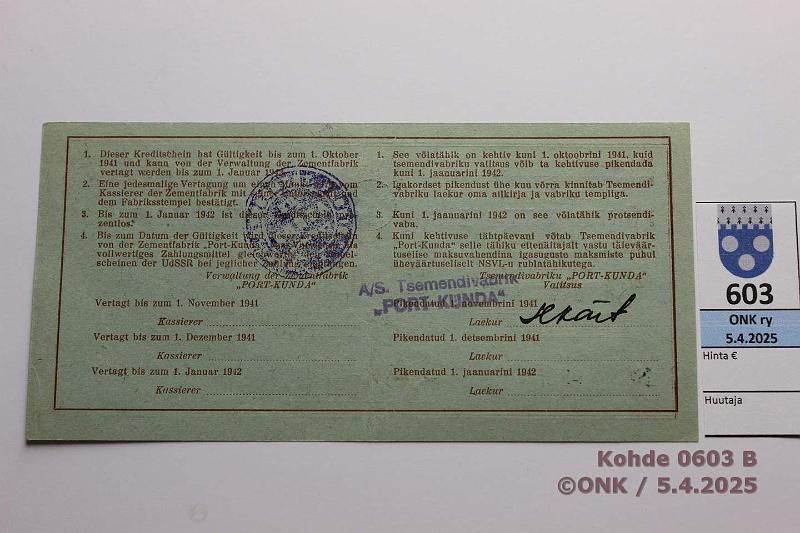 1. Dieser Kreditschein hat Gültigkeit bis zum 1. Oktober
1941 und kann von der Verwaltung der Zementfabrik
vertagt werden bis zum 1. Januar
2. Eine jedesmalige Vertagung um einen vom
Kassierer der Zementfabrik mit und
dem Fabriksstempel bestätigt.
3. Bis zum 1. Januar 1942 ist dieser
zentlos.
4. Bis zum Datum der Gültigkeit wird dieser Kreditschein
von der Zementfabrik „Port-Kunda“
vollwertiges Zahlungsmittel
scheinen der UdSSR bei jeglicher
Verwaltung der Zementfabrik
„PORT-KUNDA“
Vertagt bis zum 1. November 1941
Kassierer
Vertagt bis zum 1. Dezember 1941
Kassierer
Vertagt bis zum 1. Januar 1942
Kassierer
1. See võlatähik on kehtiv kuni 1. oktoobrini 1941, kuid
tsemendivabriku valitsus võib ta kehtivuse pikendada
kuni 1. jaanuarini 1942.
2. Igakordset pikendust ühe kuu võrra kinnitab Tsemendi-
vabriku laekur oma allkirja ja vabriku templiga.
3. Kuni 1. jaanuarini 1942 on see võlatähik protsendi-
vaba.
4. Kuni kehtivuse tähtpäevani võtab Tsemendivabrik
„Port-Kunda“ selle tähiku ettenäitajalt vastu täieväär-
tuselise maksuvahendina igasuguste maksmiste puhul
üheväärtuseliselt NSVL-u rublatähikutega.
Tsemendivabriku „PORT-KUNDA“
Valitsus
A/S. Tsemendivabrik
„PORT-KUNDA“
Pikendatud 1. novembrini 1941
Laekur
Pikendatud 1. detsembrini 1941
Laekur
Pikendatud 1. jaanuarini 1942
Laekur
603
ONK ry
5.4.2025
Hinta €
Huutaja
Kohde 0603 B
©ONK / 5.4.2025